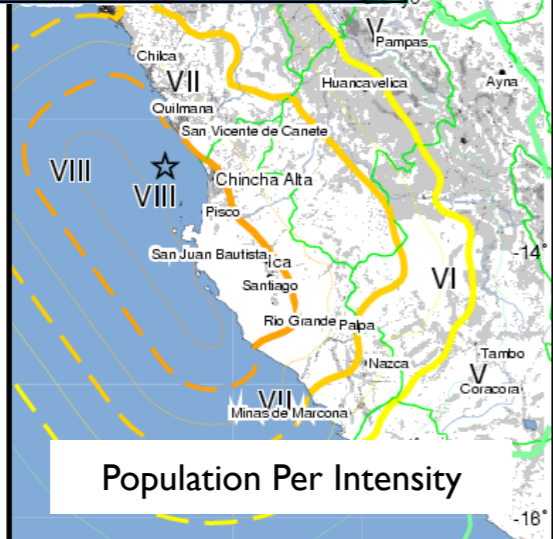 Chilca
V
Pampas
VII
Huancavelica
Ayna
Quilmana
San Vicente de Canete
VIII
VIII
Chincha Alta
Pisco
San Juan Bautista
Ica
-14°
Santiago
VI
Rio Grande
Palpa
Nazca
Tambo
V
Coracora
VII
Minas de Marcona
Population Per Intensity
-16°